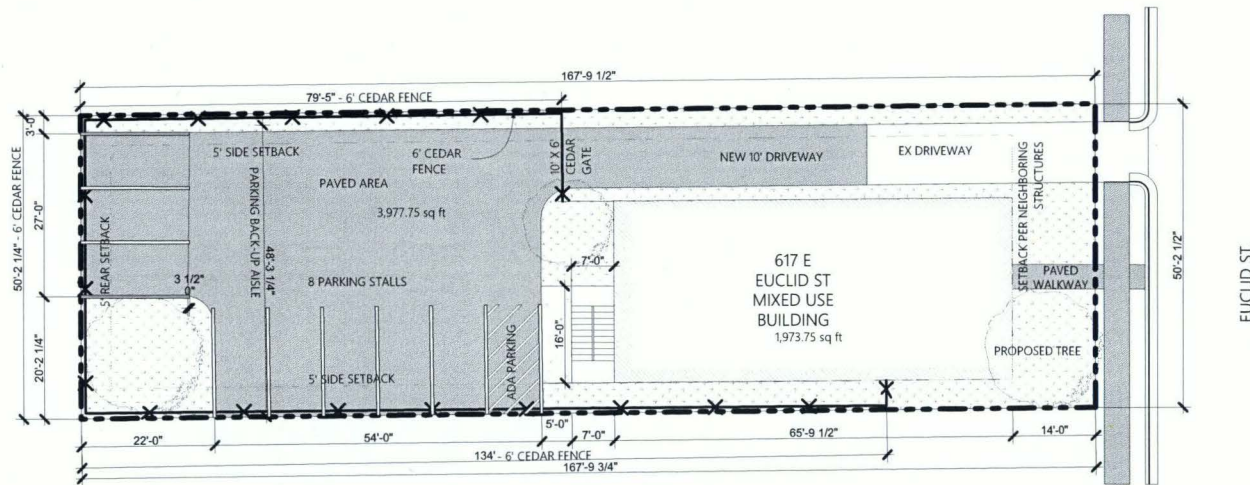 167'-9 1/2"
79'-5" - 6' CEDAR FENCE
50'-2 1/4" - 6' CEDAR FENCE
3'-0"
27'-0"
20'-2 1/4"
5' SIDE SETBACK
6' CEDAR
FENCE
10' X 6'
CEDAR
GATE
NEW 10' DRIVEWAY
EX DRIVEWAY
PAVED AREA
3,977.75 sq ft
PARKING BACK-UP AISLE
48'-3 1/4"
5' REAR SETBACK
3 1/2"
8 PARKING STALLS
7'-0"
16'-0"
617 E
EUCLID ST
MIXED USE
BUILDING
1,973.75 sq ft
SETBACK PER NEIGHBORING
STRUCTURES
PAVED
WALKWAY
PROPOSED TREE
50'-2 1/2"
EUCLID ST
ADA PARKING
5' SIDE SETBACK
22'-0"
54'-0"
5'-0"
7'-0"
65'-9 1/2"
14'-0"
134' - 6' CEDAR FENCE
167'-9 3/4"